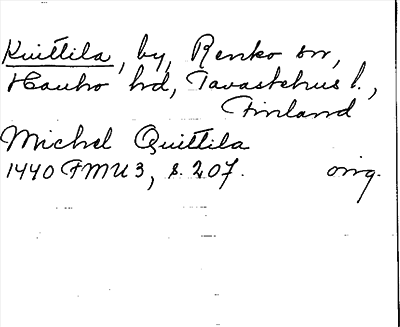 Kuittila, by, Renko sn,
Hauho hd, Tavastehus l.,
Finland
Michel Quittila
1440 FMU 3, s. 207. orig.